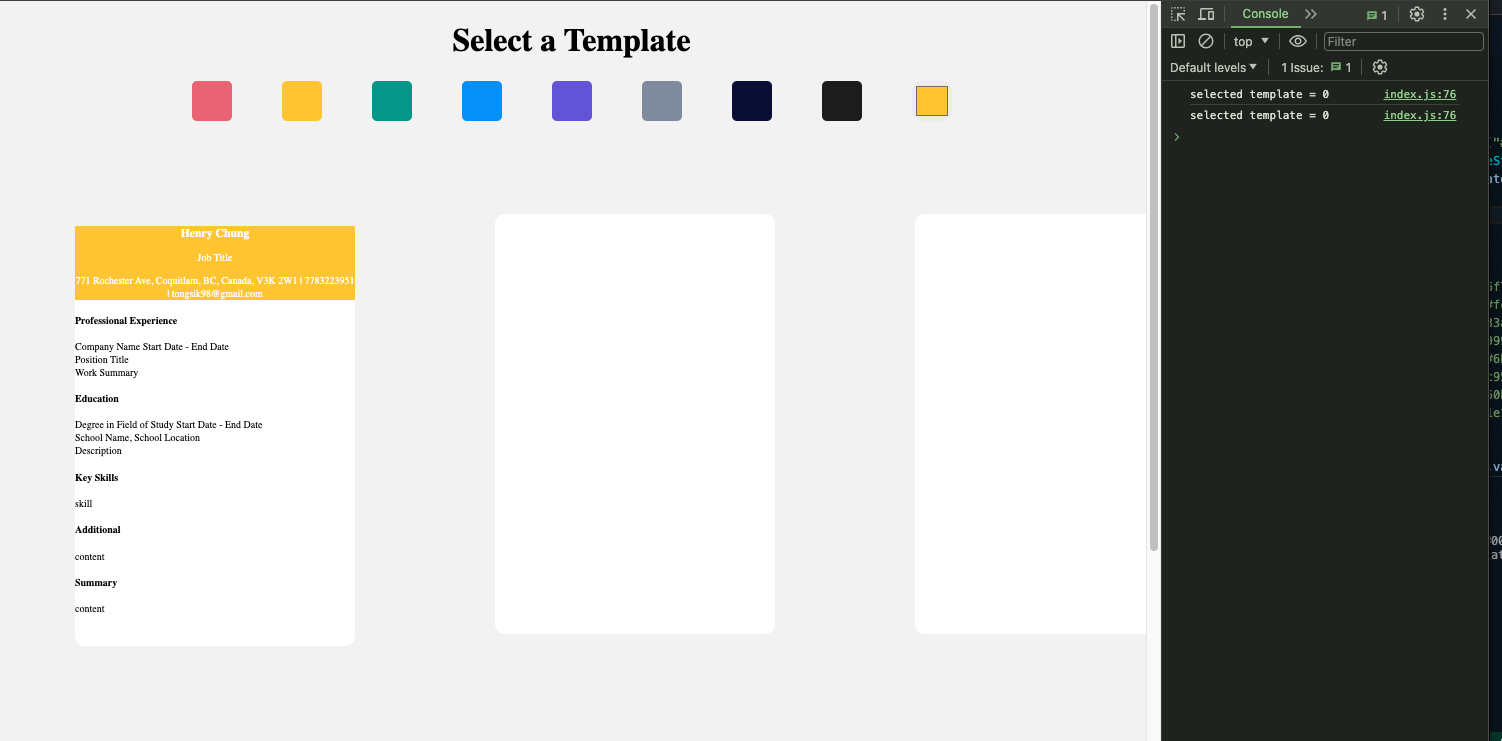 Select a Template
Henry Chung
Job Title
771 Rochester Ave, Coquitlam, BC, Canada, V3K 2W1 | 7783223951
| tongsik98@gmail.com
Professional Experience
Company Name Start Date - End Date
Position Title
Work Summary
Education
Degree in Field of Study Start Date - End Date
School Name, School Location
Description
Key Skills
skill
Additional
content
Summary
content
Console
1
top
Filter
Default levels
1 Issue:
1
selected template = 0 index.js:76
selected template = 0 index.js:76